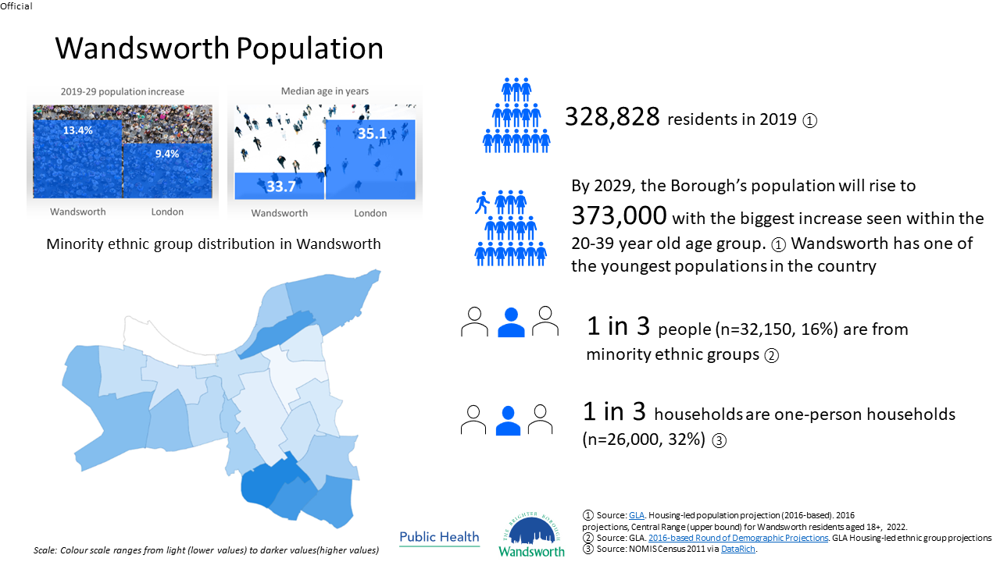 Official
Wandsworth Population
2019-29 population increase
13.4%
9.4%
Wandsworth
London
Median age in years
33.7
35.1
Wandsworth
London
Minority ethnic group distribution in Wandsworth
Scale: Colour scale ranges from light (lower values) to darker values(higher values)
328,828 residents in 2019 ①
By 2029, the Borough’s population will rise to
373,000 with the biggest increase seen within the
20-39 year old age group. ① Wandsworth has one of
the youngest populations in the country
1 in 3 people (n=32,150, 16%) are from
minority ethnic groups ②
1 in 3 households are one-person households
(n=26,000, 32%) ③
Public Health
THE BRIGHTER BOROUGH
Wandsworth
① Source: GLA. Housing-led population projection (2016-based). 2016
projections, Central Range (upper bound) for Wandsworth residents aged 18+, 2022.
② Source: GLA. 2016-based Round of Demographic Projections. GLA Housing-led ethnic group projections
③ Source: NOMIS Census 2011 via DataRich.